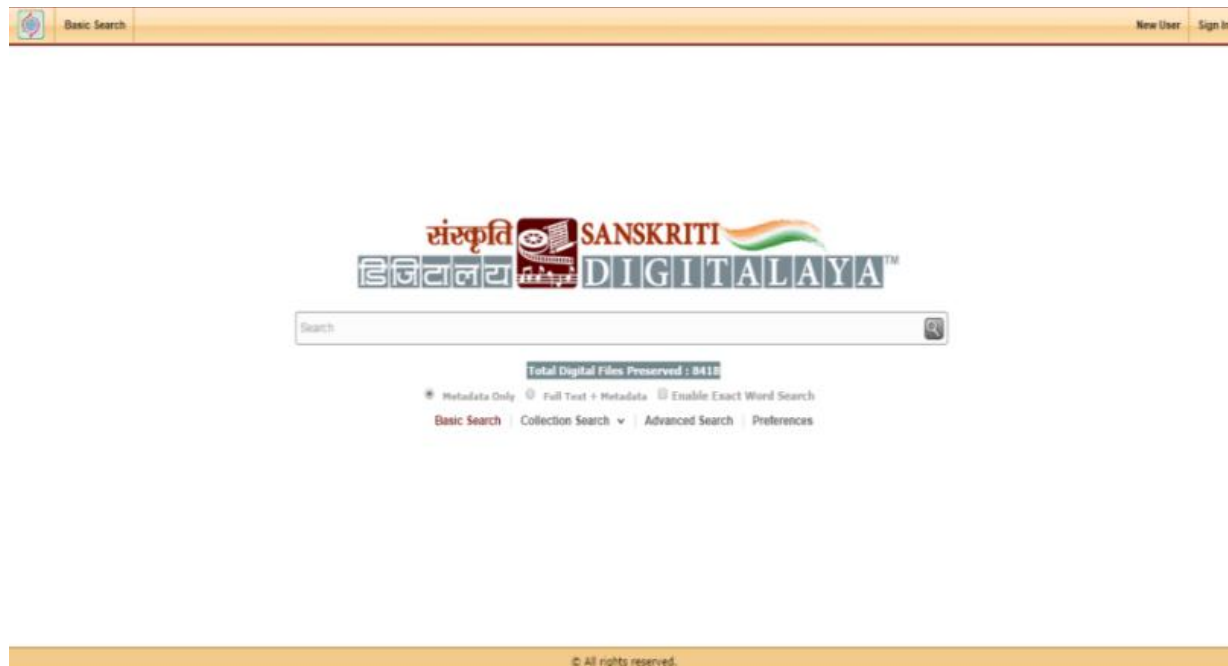 Basic Search New User Sign In
संस्कृति SANSKRITI
डिजिटालय DIGITALAYA™
Search
Total Digital Files Preserved : 8418
Metadata Only Full Text + Metadata Enable Exact Word Search
Basic Search | Collection Search | Advanced Search | Preferences
© All rights reserved.